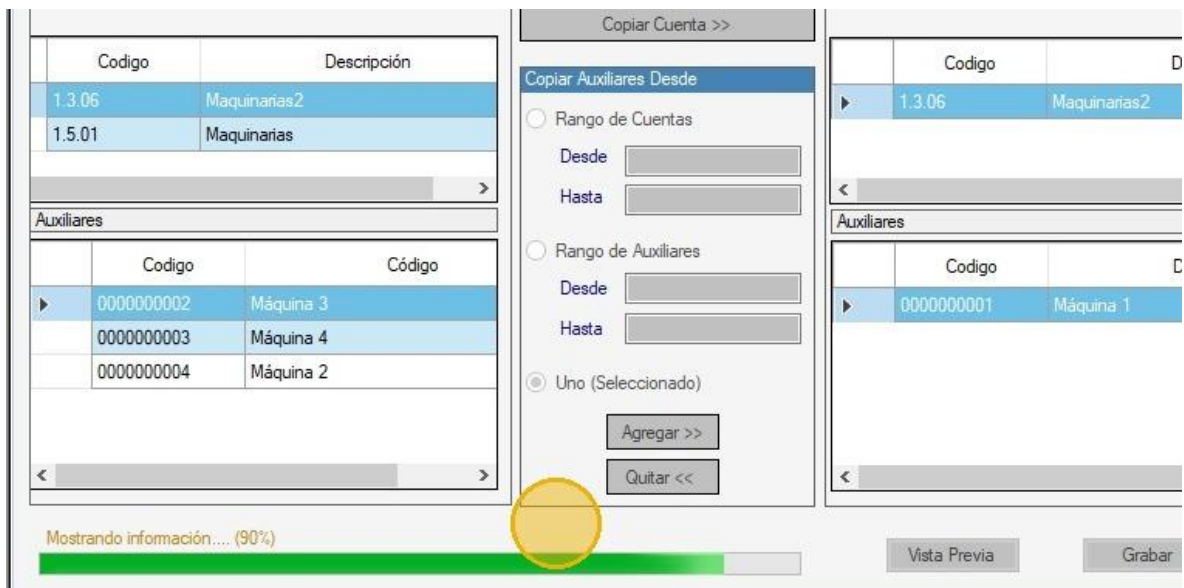 Copiar Cuenta >>
Codigo Descripción
1.3.06 Maquinarias2
1.5.01 Maquinarias
Auxiliares
Codigo Código
0000000002 Máquina 3
0000000003 Máquina 4
0000000004 Máquina 2
Copiar Auxiliares Desde
Rango de Cuentas
Desde
Hasta
Rango de Auxiliares
Desde
Hasta
Uno (Seleccionado)
Agregar >>
Quitar <<
Codigo D
1.3.06 Maquinarias2
Auxiliares
Codigo D
0000000001 Máquina 1
Mostrando información.... (90%)
Vista Previa Grabar